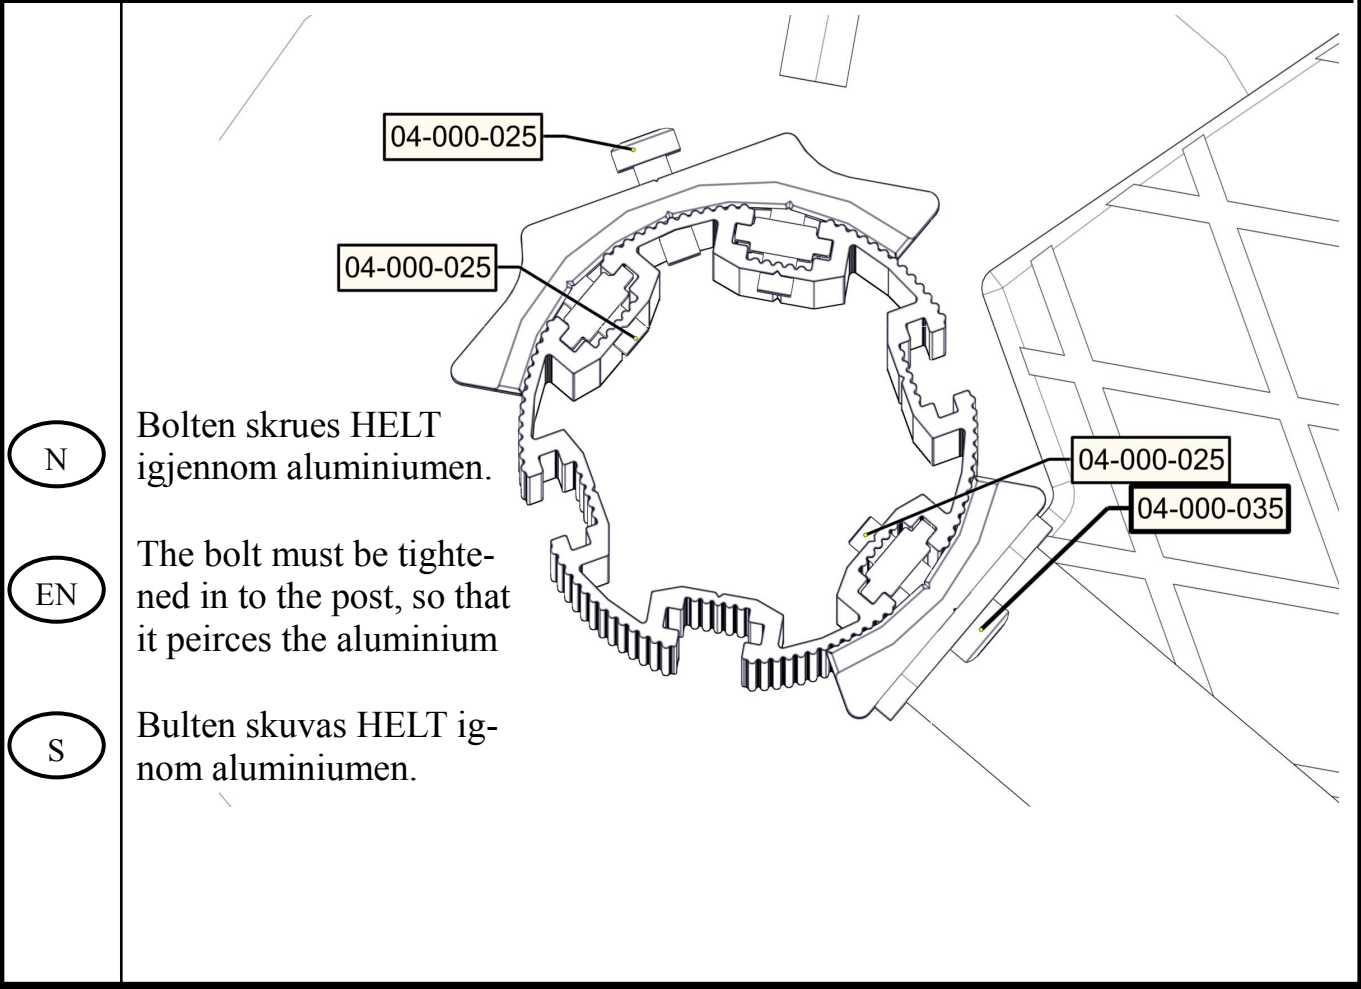 04-000-025
04-000-025
04-000-025
04-000-035
N
Bolten skrues HELT
igjennom aluminiumen.
EN
The bolt must be tighte-
ned in to the post, so that
it peirces the aluminium
S
Bulten skuvas HELT ig-
nom aluminiumen.